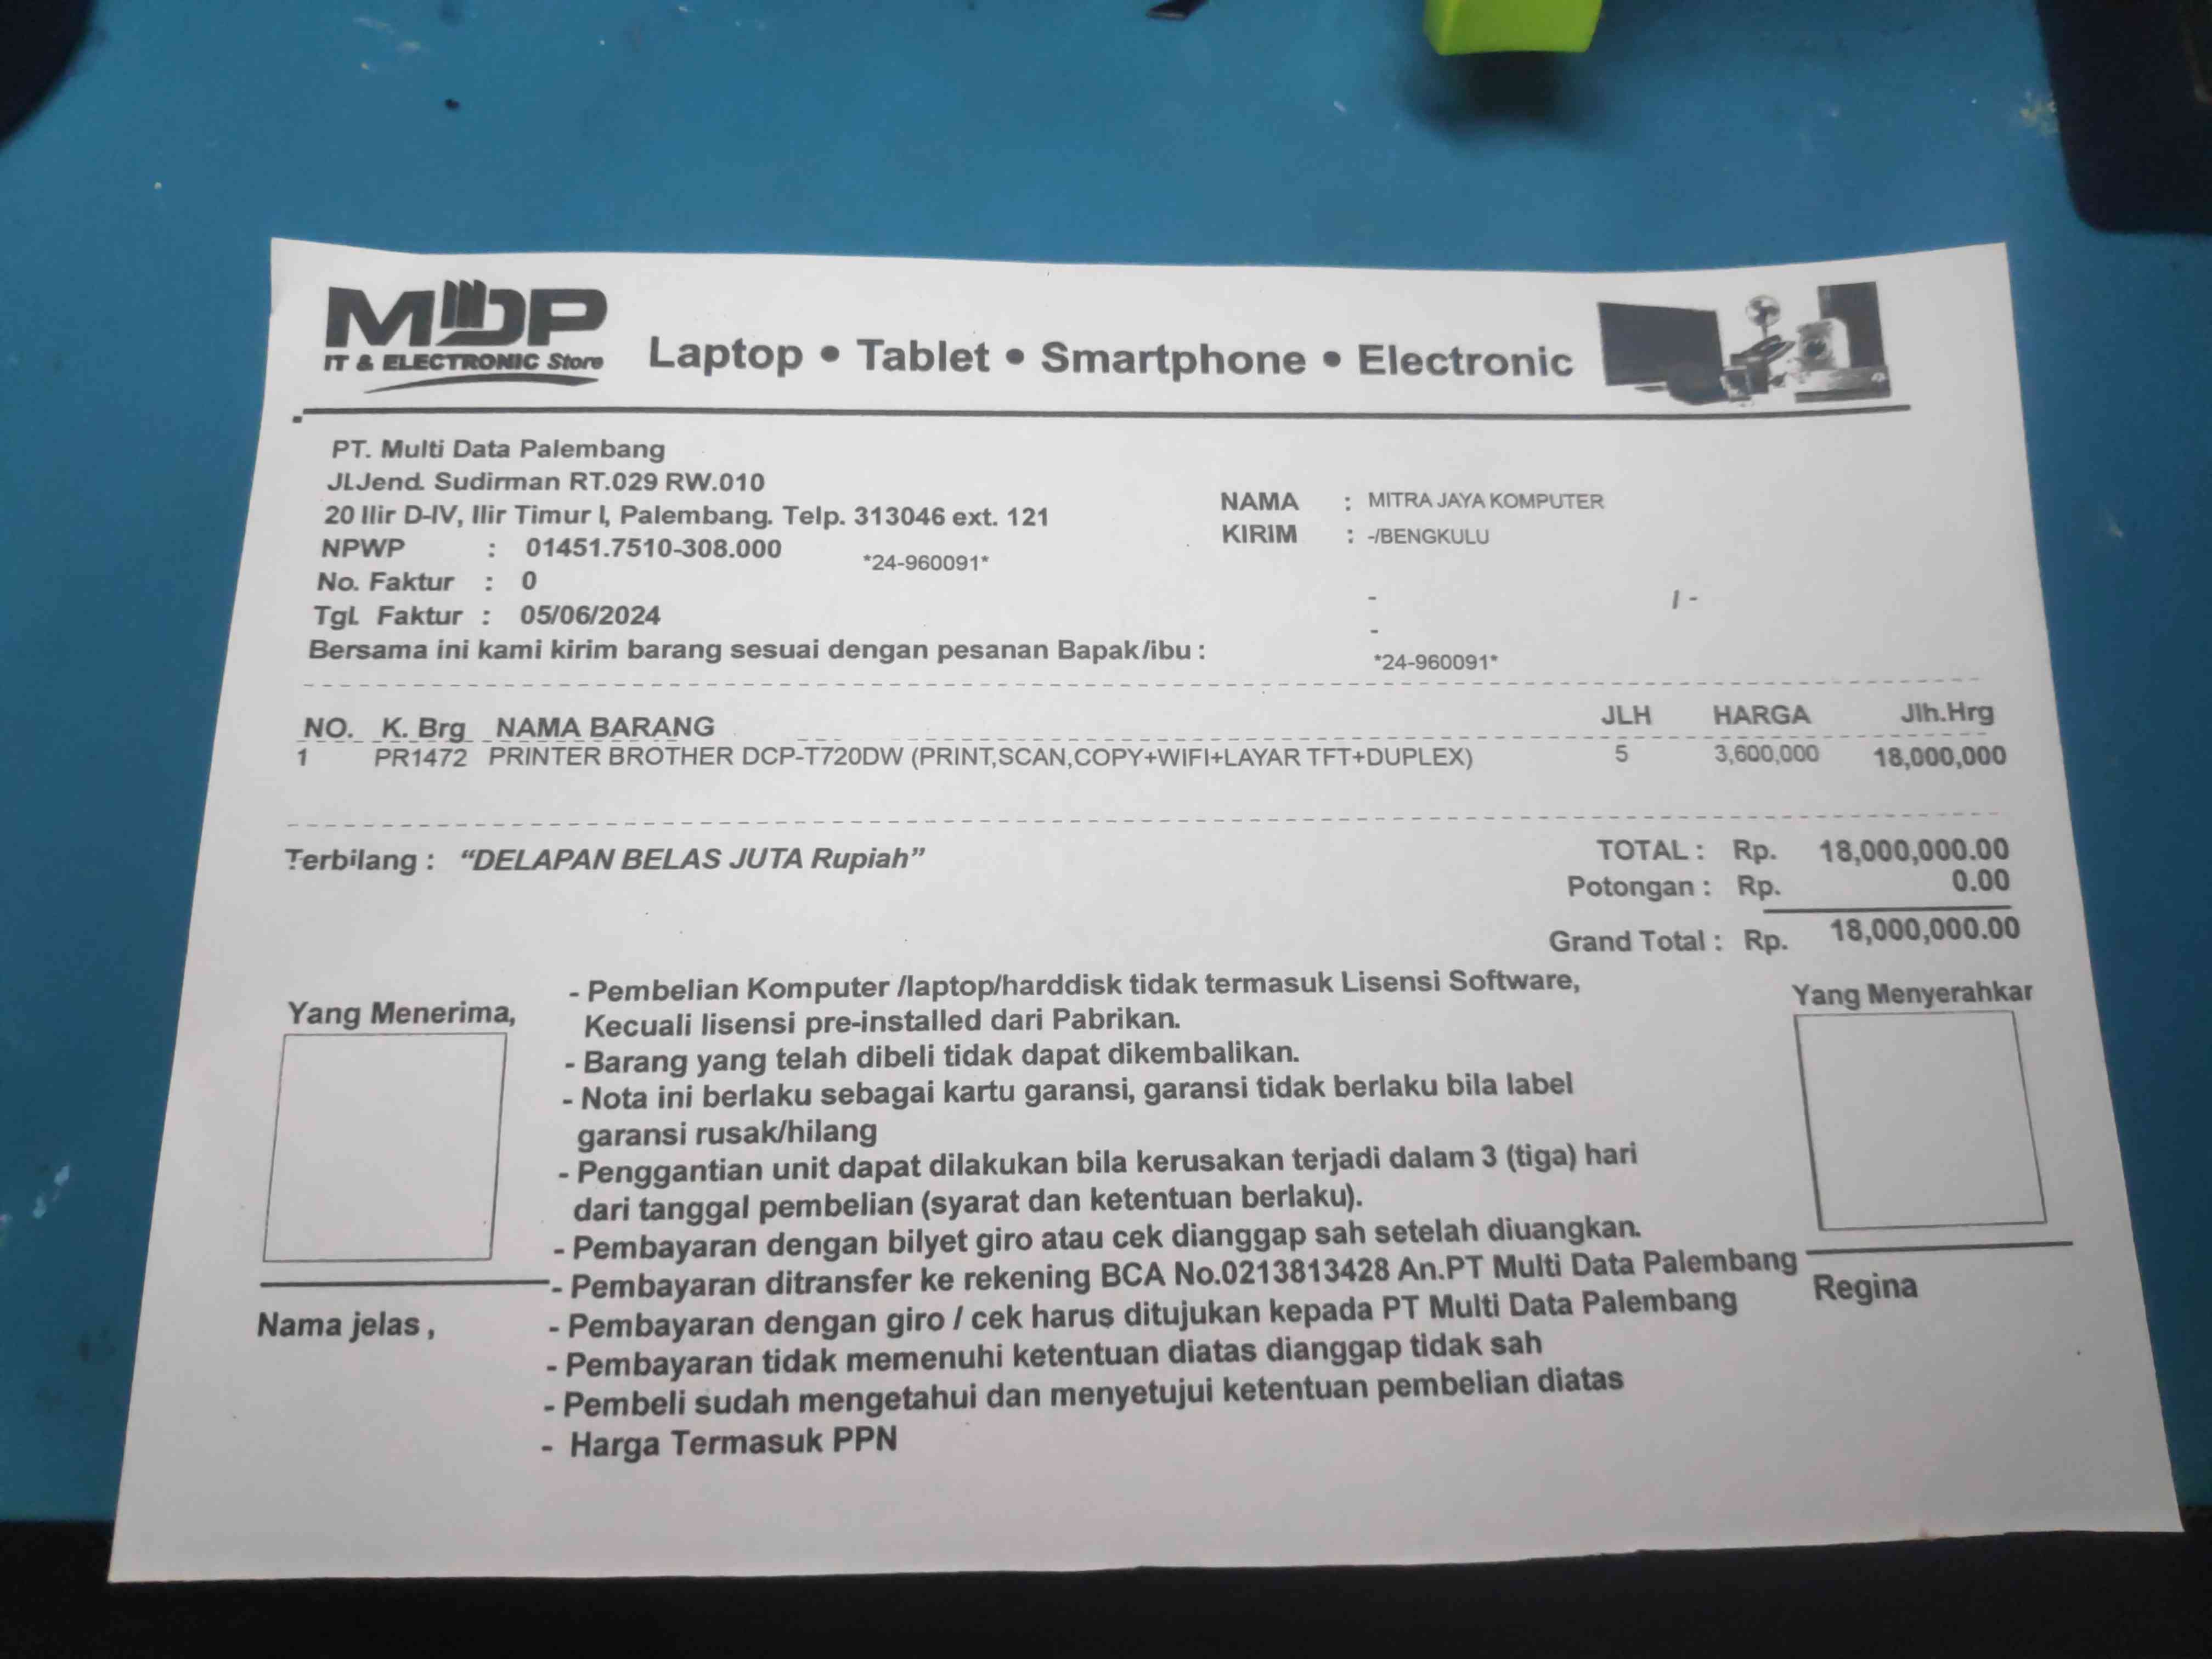 MDP
IT & ELECTRONIC Store
Laptop • Tablet • Smartphone • Electronic
PT. Multi Data Palembang
Jl.Jend. Sudirman RT.029 RW.010
20 Ilir D-IV, Ilir Timur I, Palembang. Telp. 313046 ext. 121
NPWP : 01451.7510-308.000
*24-960091*
No. Faktur : 0
Tgl. Faktur : 05/06/2024
Bersama ini kami kirim barang sesuai dengan pesanan Bapak/ibu :
NAMA : MITRA JAYA KOMPUTER
KIRIM : -/BENGKULU
- / -
-
*24-960091*
NO. K. Brg NAMA BARANG JLH HARGA Jlh.Hrg
1 PR1472 PRINTER BROTHER DCP-T720DW (PRINT,SCAN,COPY+WIFI+LAYAR TFT+DUPLEX) 5 3,600,000 18,000,000
Terbilang : “DELAPAN BELAS JUTA Rupiah”
TOTAL : Rp. 18,000,000.00
Potongan : Rp. 0.00
Grand Total : Rp. 18,000,000.00
Yang Menerima,
Nama jelas ,
- Pembelian Komputer /laptop/harddisk tidak termasuk Lisensi Software,
Kecuali lisensi pre-installed dari Pabrikan.
- Barang yang telah dibeli tidak dapat dikembalikan.
- Nota ini berlaku sebagai kartu garansi, garansi tidak berlaku bila label
garansi rusak/hilang
- Penggantian unit dapat dilakukan bila kerusakan terjadi dalam 3 (tiga) hari
dari tanggal pembelian (syarat dan ketentuan berlaku).
- Pembayaran dengan bilyet giro atau cek dianggap sah setelah diuangkan.
- Pembayaran ditransfer ke rekening BCA No.0213813428 An.PT Multi Data Palembang
- Pembayaran dengan giro / cek harus ditujukan kepada PT Multi Data Palembang
- Pembayaran tidak memenuhi ketentuan diatas dianggap tidak sah
- Pembeli sudah mengetahui dan menyetujui ketentuan pembelian diatas
- Harga Termasuk PPN
Yang Menyerahkar
Regina